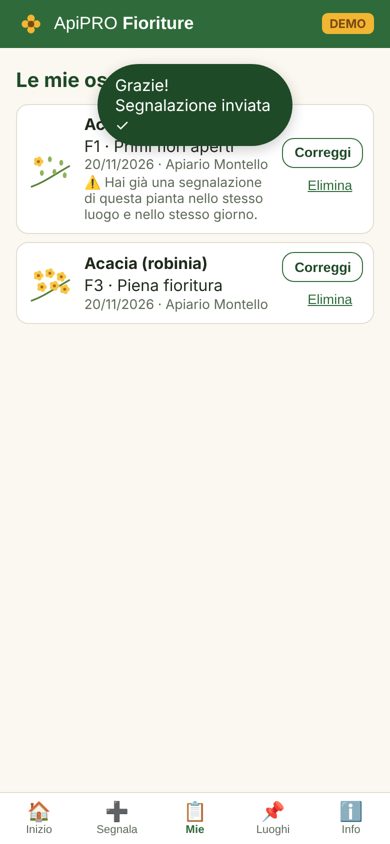 ApiPRO Fioriture
DEMO
Grazie!
Segnalazione inviata
✓
Le mie os
Ac
F1 · Primi fiori aperti
20/11/2026 · Apiario Montello
⚠️ Hai già una segnalazione
di questa pianta nello stesso
luogo e nello stesso giorno.
Correggi
Elimina
Acacia (robinia)
F3 · Piena fioritura
20/11/2026 · Apiario Montello
Correggi
Elimina
Inizio
Segnala
Mie
Luoghi
Info